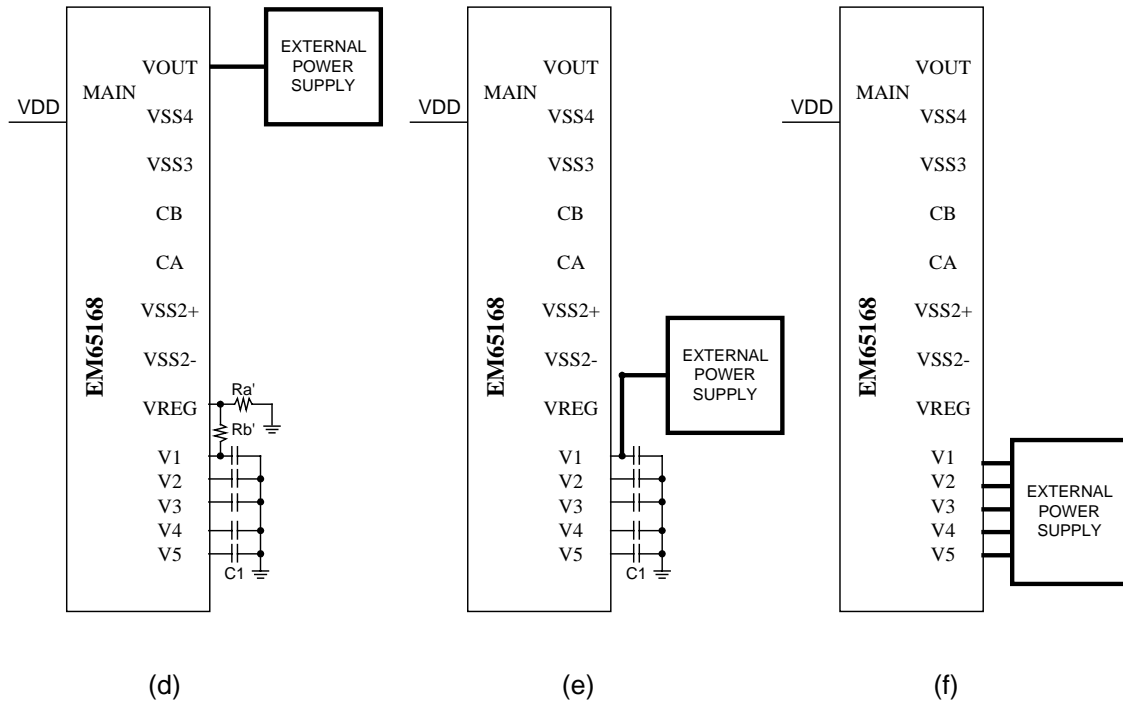 VDD
MAIN
EM65168
VOUT
VSS4
VSS3
CB
CA
VSS2+
VSS2-
VREG
V1
V2
V3
V4
V5
Ra'
Rb'
C1
EXTERNAL
POWER
SUPPLY
(d)
VDD
MAIN
EM65168
VOUT
VSS4
VSS3
CB
CA
VSS2+
VSS2-
VREG
V1
V2
V3
V4
V5
C1
EXTERNAL
POWER
SUPPLY
(e)
VDD
MAIN
EM65168
VOUT
VSS4
VSS3
CB
CA
VSS2+
VSS2-
VREG
V1
V2
V3
V4
V5
EXTERNAL
POWER
SUPPLY
(f)